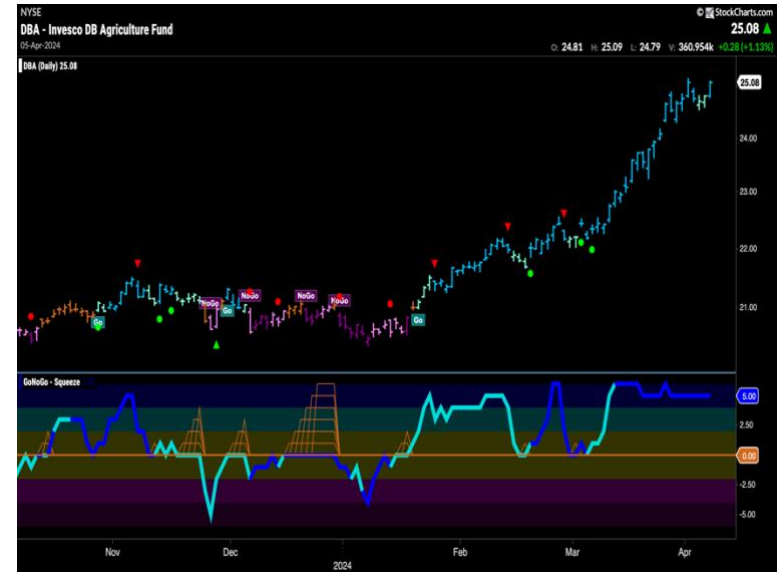 NYSE
© StockCharts.com
DBA - Invesco DB Agriculture Fund
25.08
05-Apr-2024
O: 24.81 H: 25.09 L: 24.79 V: 360.954k +0.28 (+1.13%)
DBA (Daily) 25.08
25.08
24.00
23.00
22.00
NoGo NoGo NoGo NoGo
21.00
Go Go Go
GoNoGo - Squeeze
5.00
2.50
0.00
-2.50
-5.00
Nov Dec Feb Mar Apr
2024